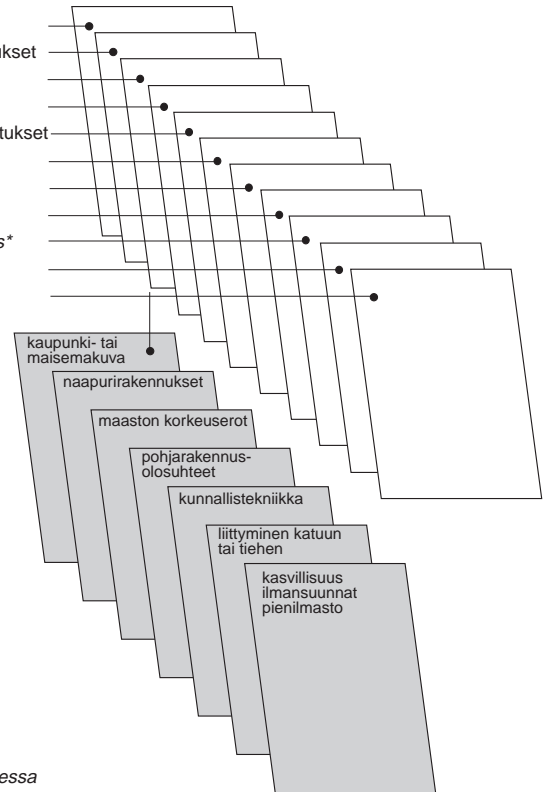 ukset
tukset
s*
kaupunki- tai
maisemakuva
naapurirakennukset
maaston korkeuserot
pohjarakennus-
olosuhteet
kunnallistekniikka
liittyminen katuun
tai tiehen
kasvillisuus
ilmansuunnat
pienilmasto
essa